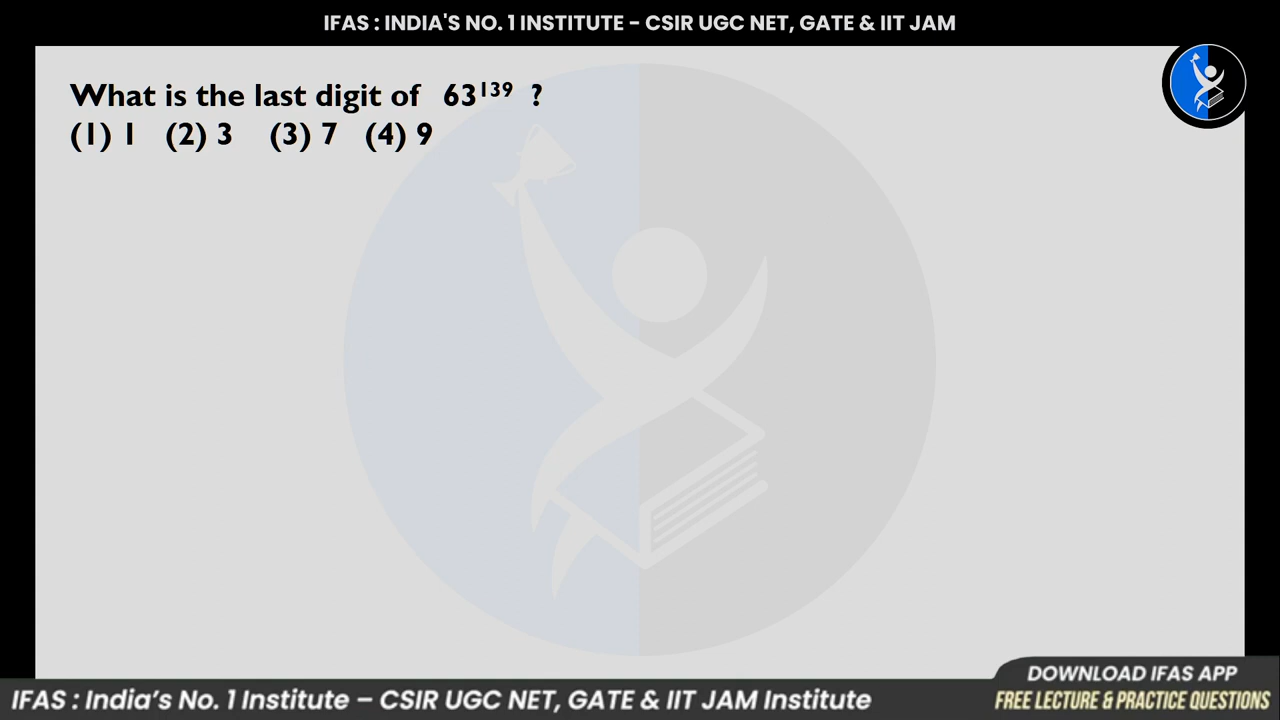 IFAS : INDIA'S NO. 1 INSTITUTE – CSIR UGC NET, GATE & IIT JAM
What is the last digit of 63¹³⁹ ?
(1) 1 (2) 3 (3) 7 (4) 9
DOWNLOAD IFAS APP
IFAS : India's No. 1 Institute – CSIR UGC NET, GATE & IIT JAM Institute
FREE LECTURE & PRACTICE QUESTIONS